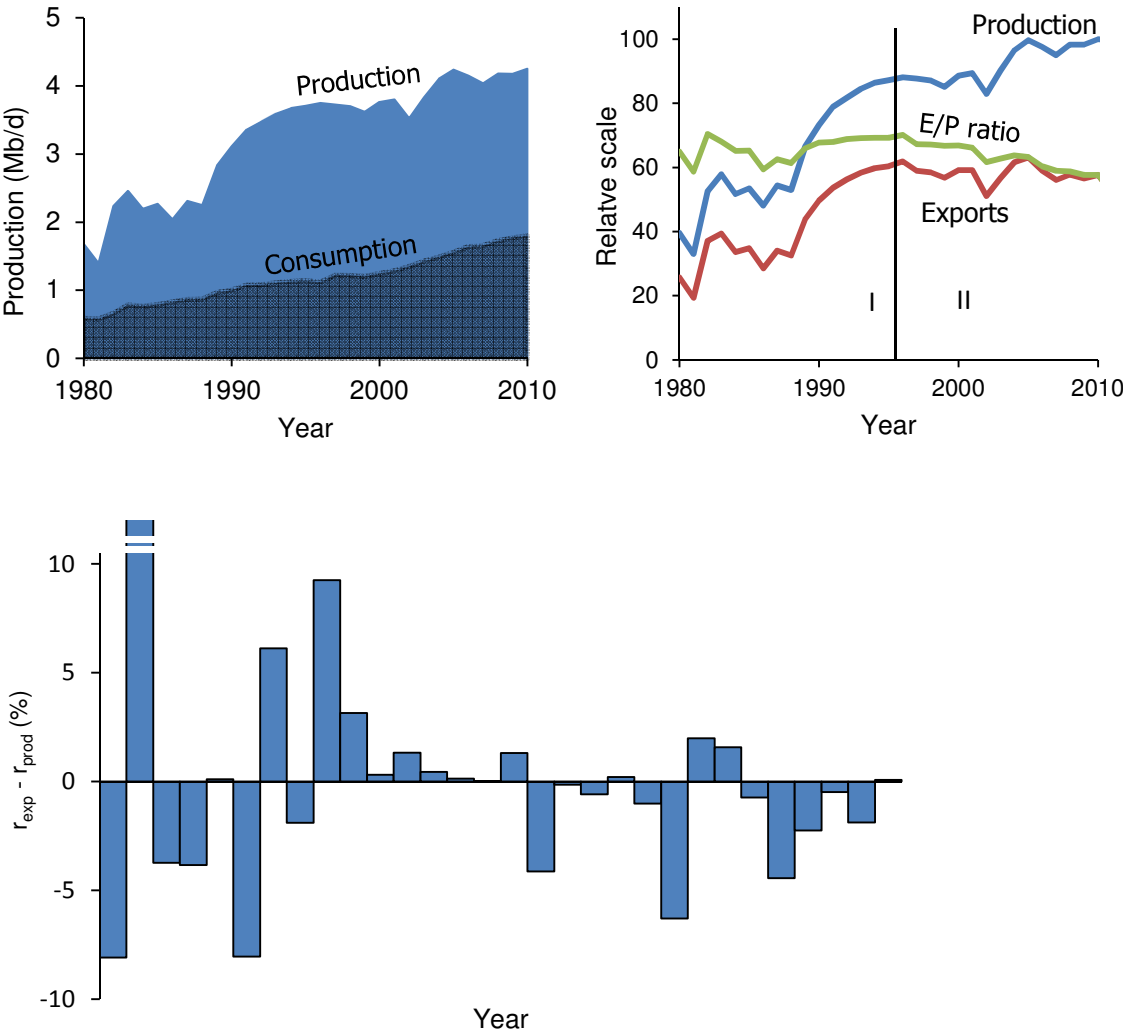 5
4
3
2
1
0
Production (Mb/d)
Production
Consumption
1980
1990
2000
2010
Year
100
80
60
40
20
0
Relatve scale
Production
E/P ratio
Exports
I
II
1980
1990
2000
2010
Year
10
5
0
-5
-10
r_exp - r_prod (%)
Year